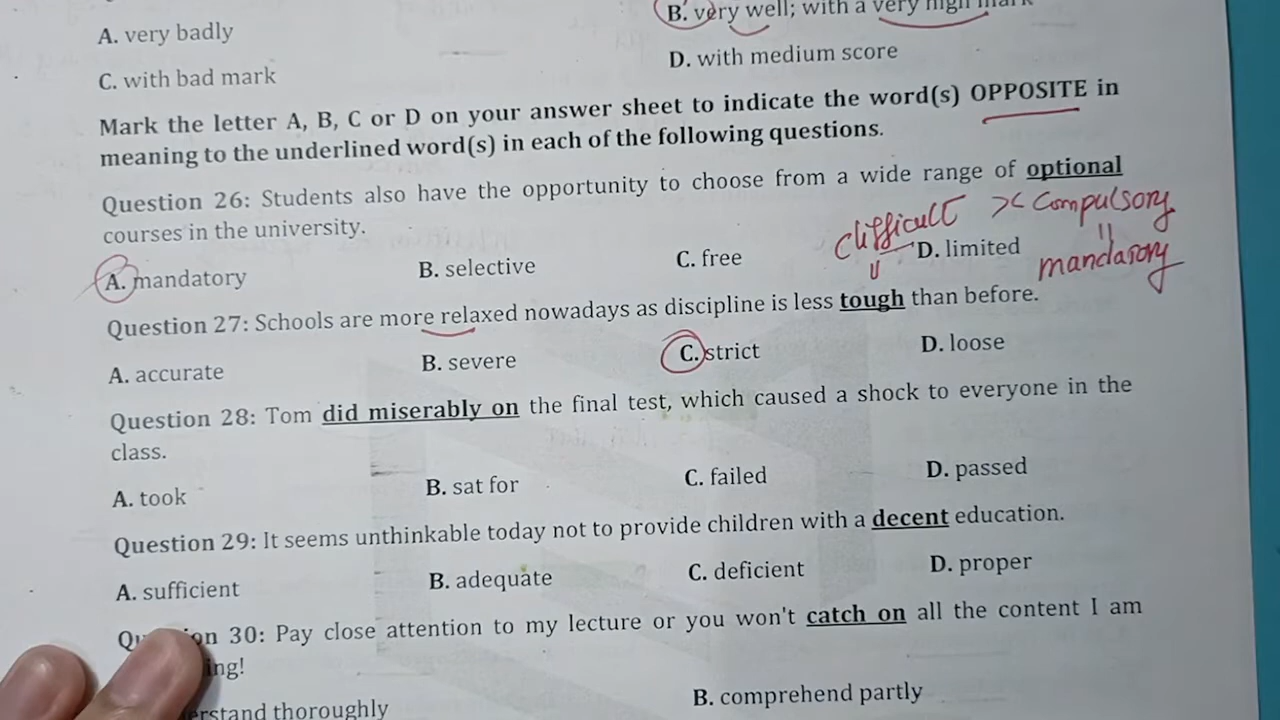 A. very badly
B. very well; with a very high mark
C. with bad mark
D. with medium score
Mark the letter A, B, C or D on your answer sheet to indicate the word(s) OPPOSITE in
meaning to the underlined word(s) in each of the following questions.
Question 26: Students also have the opportunity to choose from a wide range of optional
courses in the university.
difficult >< compulsory
=
mandatory
A. mandatory
B. selective
C. free
D. limited
=
Question 27: Schools are more relaxed nowadays as discipline is less tough than before.
A. accurate
B. severe
C. strict
D. loose
Question 28: Tom did miserably on the final test, which caused a shock to everyone in the
class.
A. took
B. sat for
C. failed
D. passed
Question 29: It seems unthinkable today not to provide children with a decent education.
A. sufficient
B. adequate
C. deficient
D. proper
30: Pay close attention to my lecture or you won't catch on all the content I am
thoroughly
B. comprehend partly